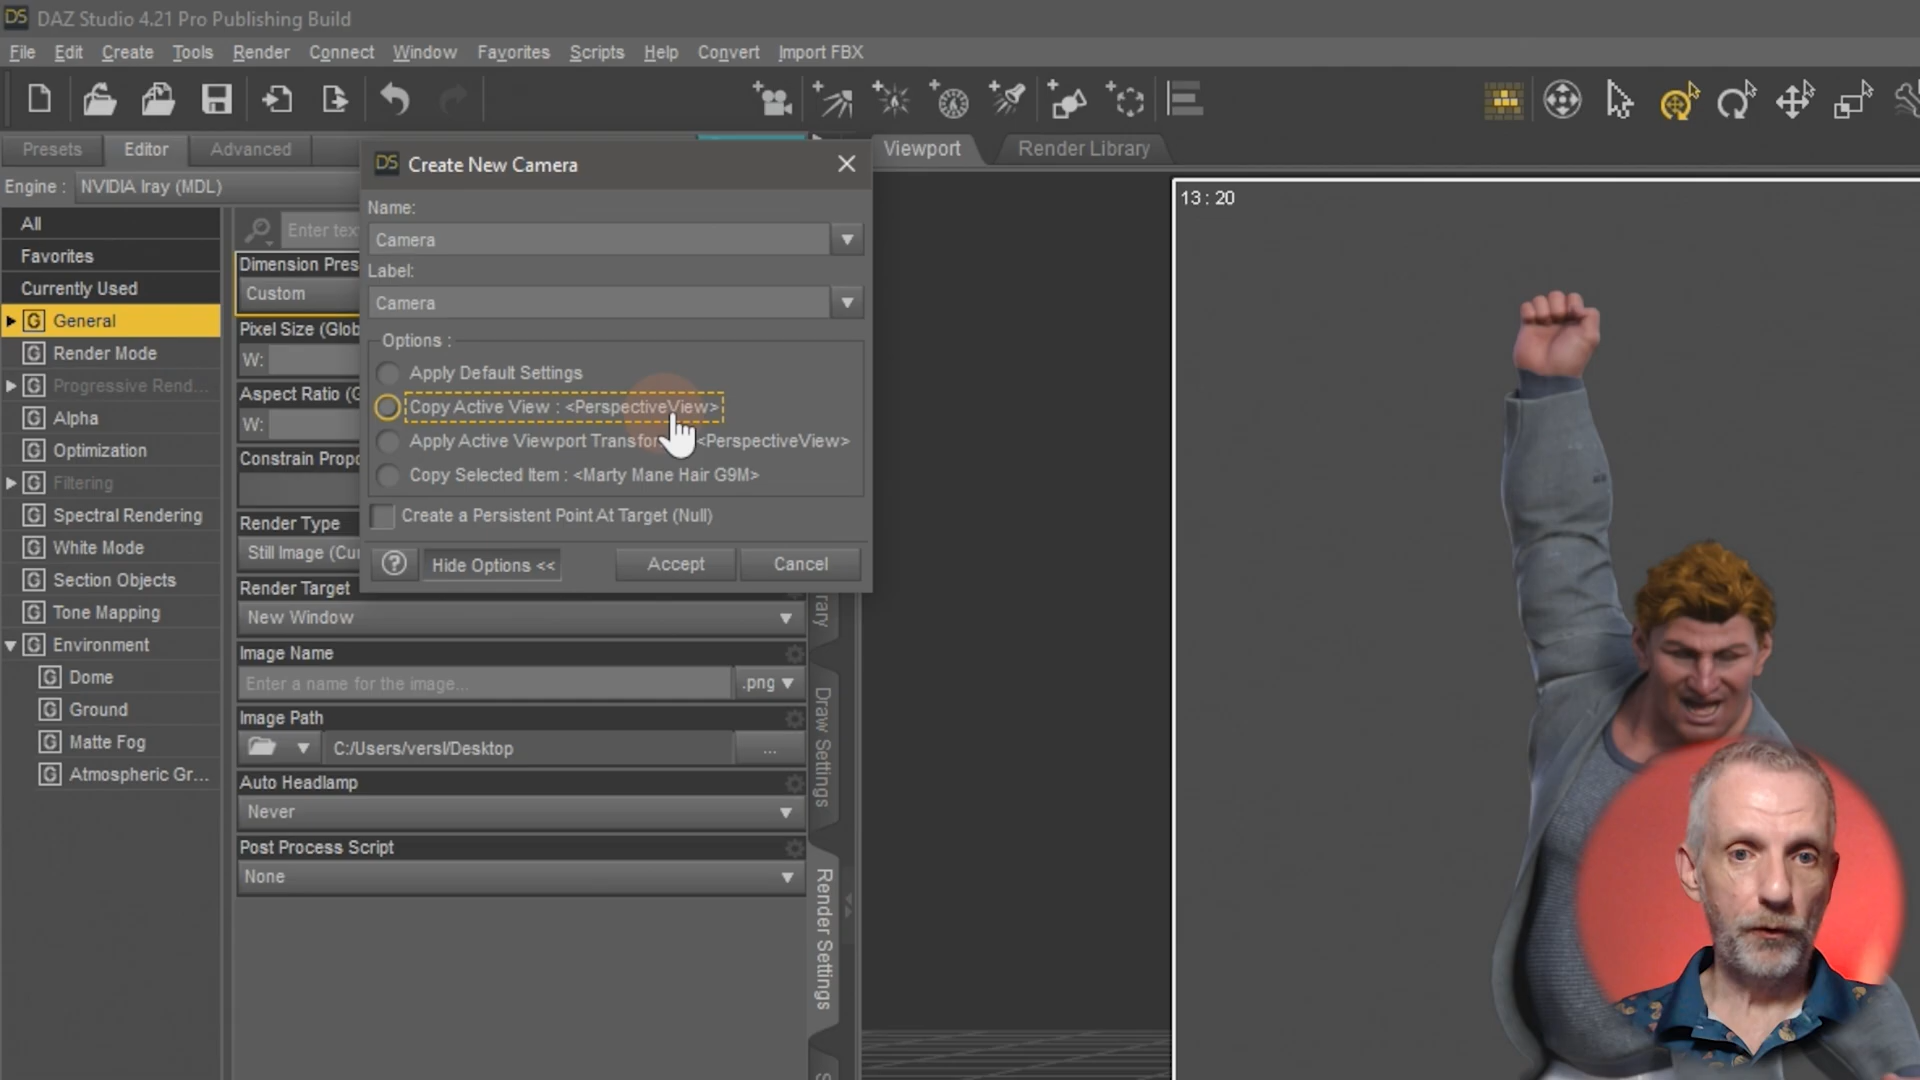 DS DAZ Studio 4.21 Pro Publishing Build
File Edit Create Tools Render Connect Window Favorites Scripts Help Convert Import FBX
Presets Editor Advanced
Viewport Render Library
Engine : NVIDIA Iray (MDL)
All
Favorites
Currently Used
G General
G Render Mode
G Progressive Rend...
G Alpha
G Optimization
G Filtering
G Spectral Rendering
G White Mode
G Section Objects
G Tone Mapping
G Environment
G Dome
G Ground
G Matte Fog
G Atmospheric Gr...
Enter
Dimension
Custom
Pixel Size
W:
Aspect Ratio
W:
Constrain
Render Type
Still Image
Render Target
New Window
Image Name
Enter a name for the image...
.png
Image Path
C:/Users/versl/Desktop
...
Auto Headlamp
Never
Post Process Script
None
DS Create New Camera
Name:
Camera
Label:
Camera
Options :
Apply Default Settings
Copy Active View : <PerspectiveView>
Apply Active Viewport <PerspectiveView>
Copy Selected Item : <Marty Mane Hair G9M>
Create a Persistent Point At Target (Null)
? Hide Options << Accept Cancel
Draw Settings
Render Settings
13 : 20